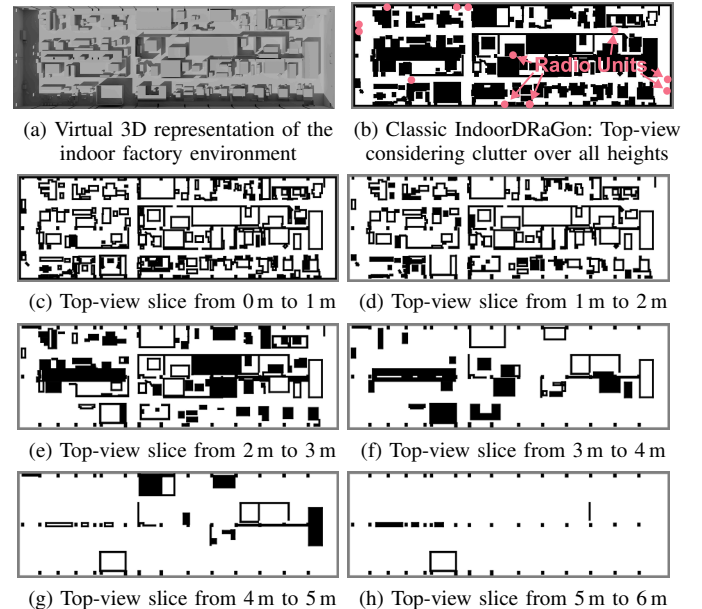 Radio Units
(a) Virtual 3D representation of the
indoor factory environment
(b) Classic IndoorDRaGon: Top-view
considering clutter over all heights
(c) Top-view slice from 0 m to 1 m
(d) Top-view slice from 1 m to 2 m
(e) Top-view slice from 2 m to 3 m
(f) Top-view slice from 3 m to 4 m
(g) Top-view slice from 4 m to 5 m
(h) Top-view slice from 5 m to 6 m